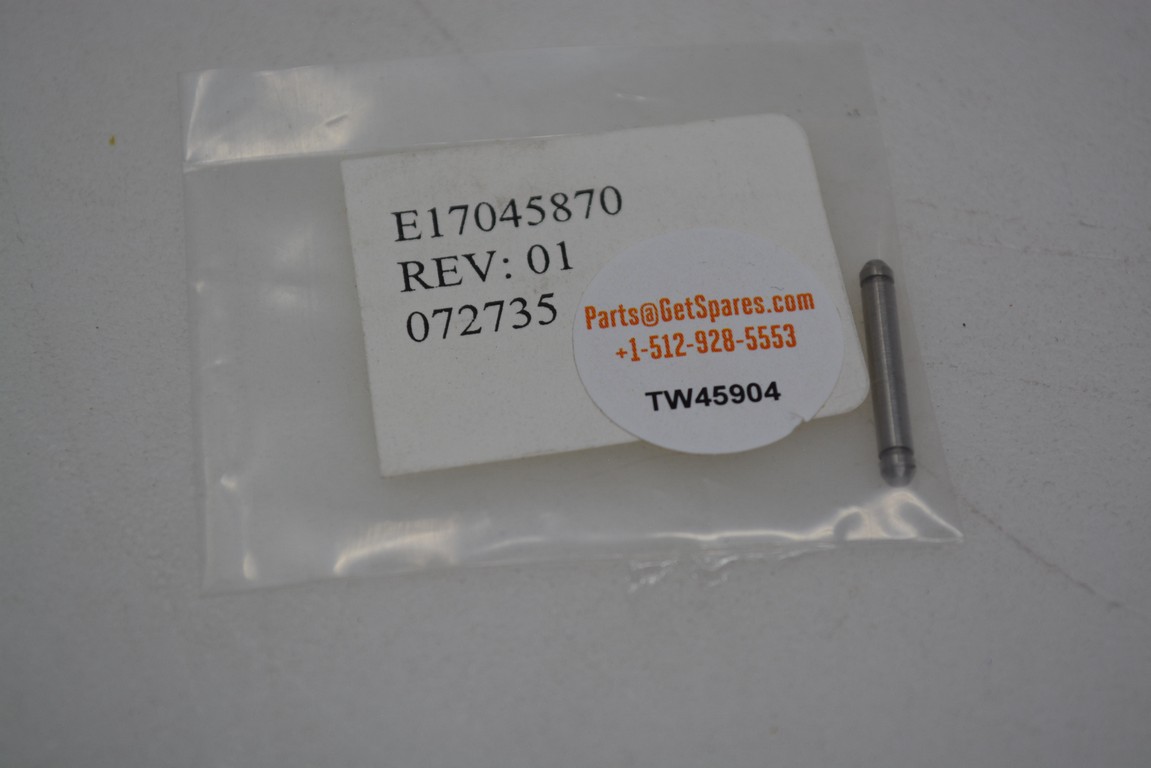 E17045870
REV: 01
072735
Parts@GetSpares.com
+1-512-928-5553
TW45904